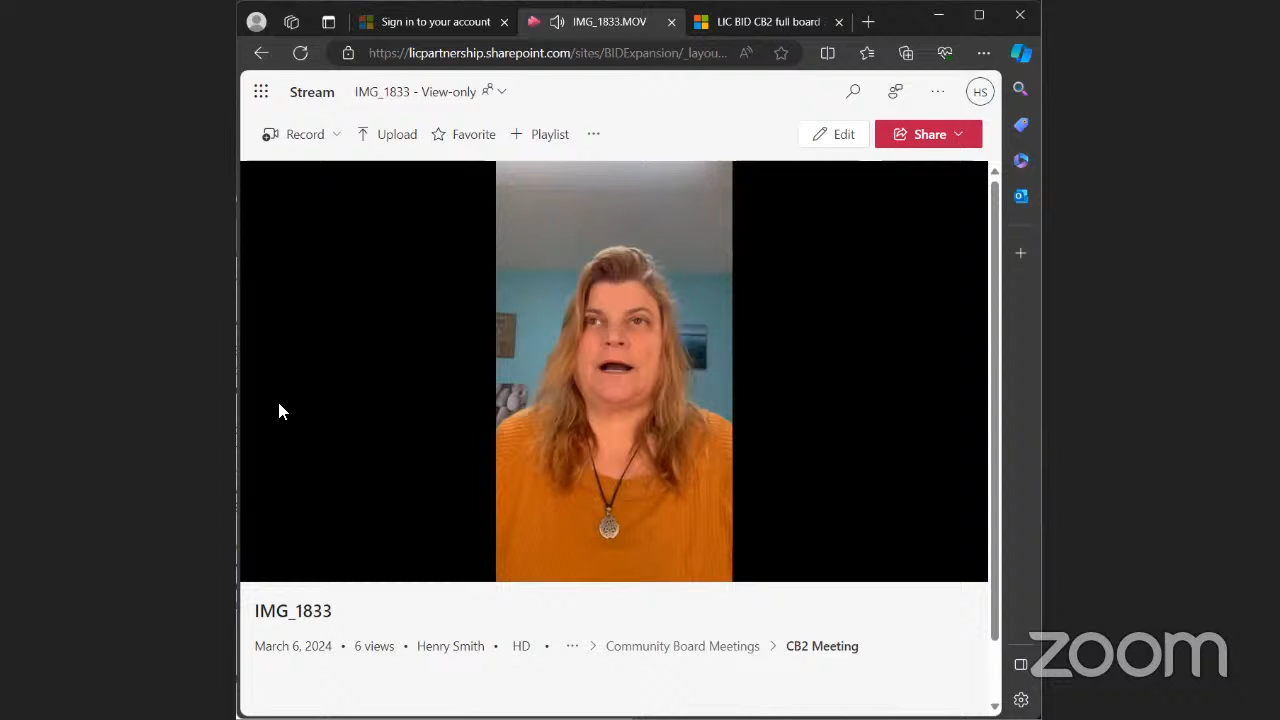 Sign in to your account
IMG_1833.MOV
LIC BID CB2 full board
https://licpartnership.sharepoint.com/sites/BIDExpansion/_layou...
Stream
IMG_1833 - View-only
HS
Record
Upload
Favorite
Playlist
Edit
Share
IMG_1833
March 6, 2024 • 6 views • Henry Smith • HD • ... > Community Board Meetings > CB2 Meeting
zoom